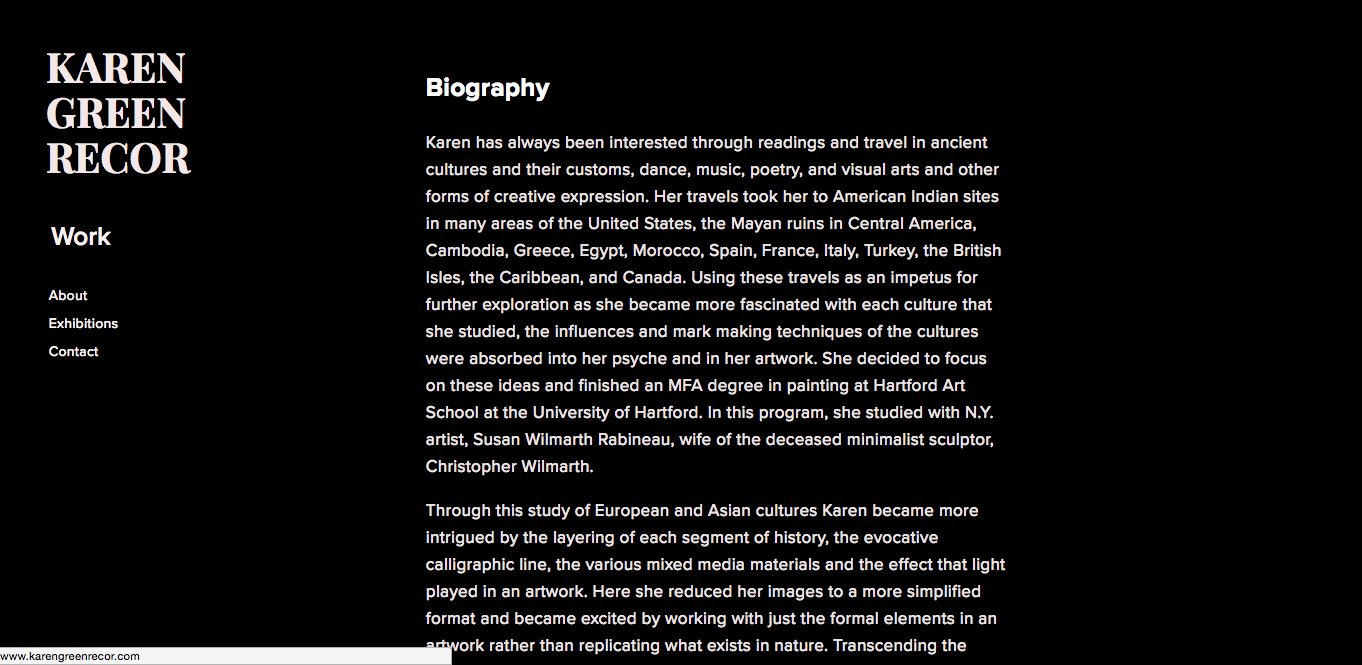 KAREN
GREEN
RECOR
Work
About
Exhibitions
Contact
Biography
Karen has always been interested through readings and travel in ancient
cultures and their customs, dance, music, poetry, and visual arts and other
forms of creative expression. Her travels took her to American Indian sites
in many areas of the United States, the Mayan ruins in Central America,
Cambodia, Greece, Egypt, Morocco, Spain, France, Italy, Turkey, the British
Isles, the Caribbean, and Canada. Using these travels as an impetus for
further exploration as she became more fascinated with each culture that
she studied, the influences and mark making techniques of the cultures
were absorbed into her psyche and in her artwork. She decided to focus
on these ideas and finished an MFA degree in painting at Hartford Art
School at the University of Hartford. In this program, she studied with N.Y.
artist, Susan Wilmarth Rabineau, wife of the deceased minimalist sculptor,
Christopher Wilmarth.
Through this study of European and Asian cultures Karen became more
intrigued by the layering of each segment of history, the evocative
calligraphic line, the various mixed media materials and the effect that light
played in an artwork. Here she reduced her images to a more simplified
format and became excited by working with just the formal elements in an
artwork rather than replicating what exists in nature. Transcending the
www.karengreenrecor.com